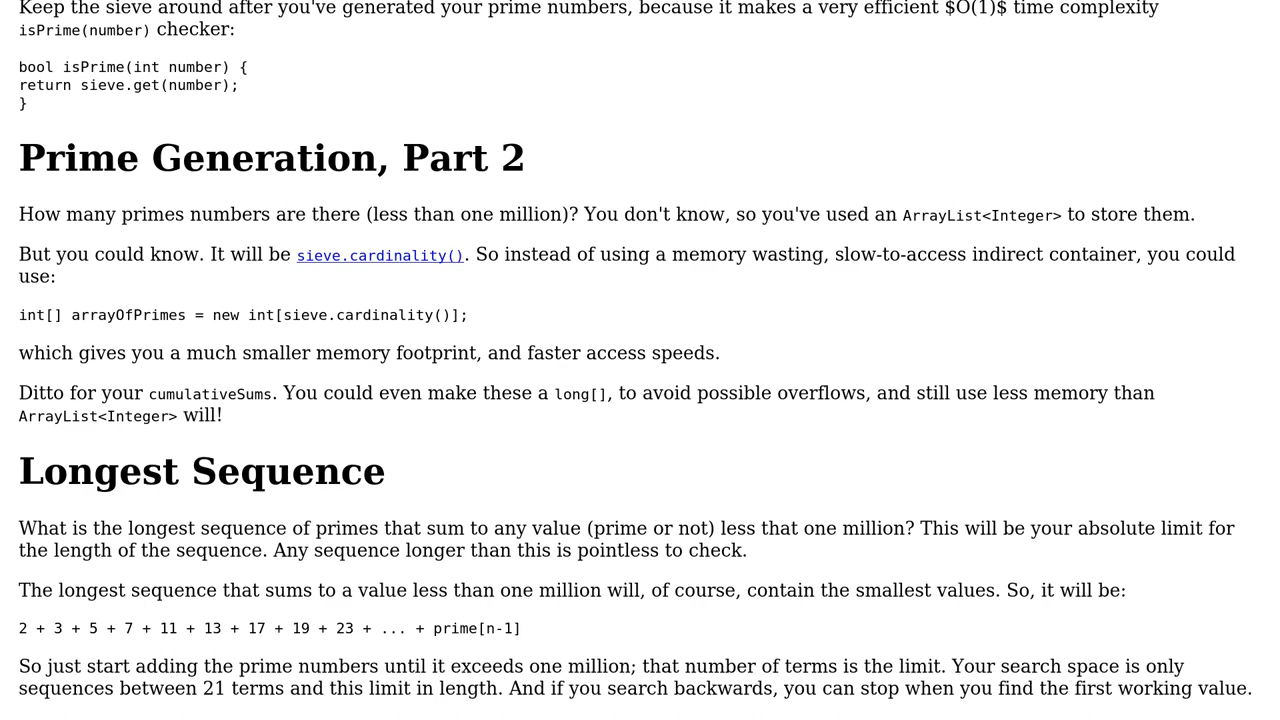 Keep the sieve around after you've generated your prime numbers, because it makes a very efficient $O(1)$ time complexity
isPrime(number) checker:
bool isPrime(int number) {
return sieve.get(number);
}
Prime Generation, Part 2
How many primes numbers are there (less than one million)? You don't know, so you've used an ArrayList<Integer> to store them.
But you could know. It will be sieve.cardinality(). So instead of using a memory wasting, slow-to-access indirect container, you could
use:
int[] arrayOfPrimes = new int[sieve.cardinality()];
which gives you a much smaller memory footprint, and faster access speeds.
Ditto for your cumulativeSums. You could even make these a long[], to avoid possible overflows, and still use less memory than
ArrayList<Integer> will!
Longest Sequence
What is the longest sequence of primes that sum to any value (prime or not) less that one million? This will be your absolute limit for
the length of the sequence. Any sequence longer than this is pointless to check.
The longest sequence that sums to a value less than one million will, of course, contain the smallest values. So, it will be:
2 + 3 + 5 + 7 + 11 + 13 + 17 + 19 + 23 + ... + prime[n-1]
So just start adding the prime numbers until it exceeds one million; that number of terms is the limit. Your search space is only
sequences between 21 terms and this limit in length. And if you search backwards, you can stop when you find the first working value.